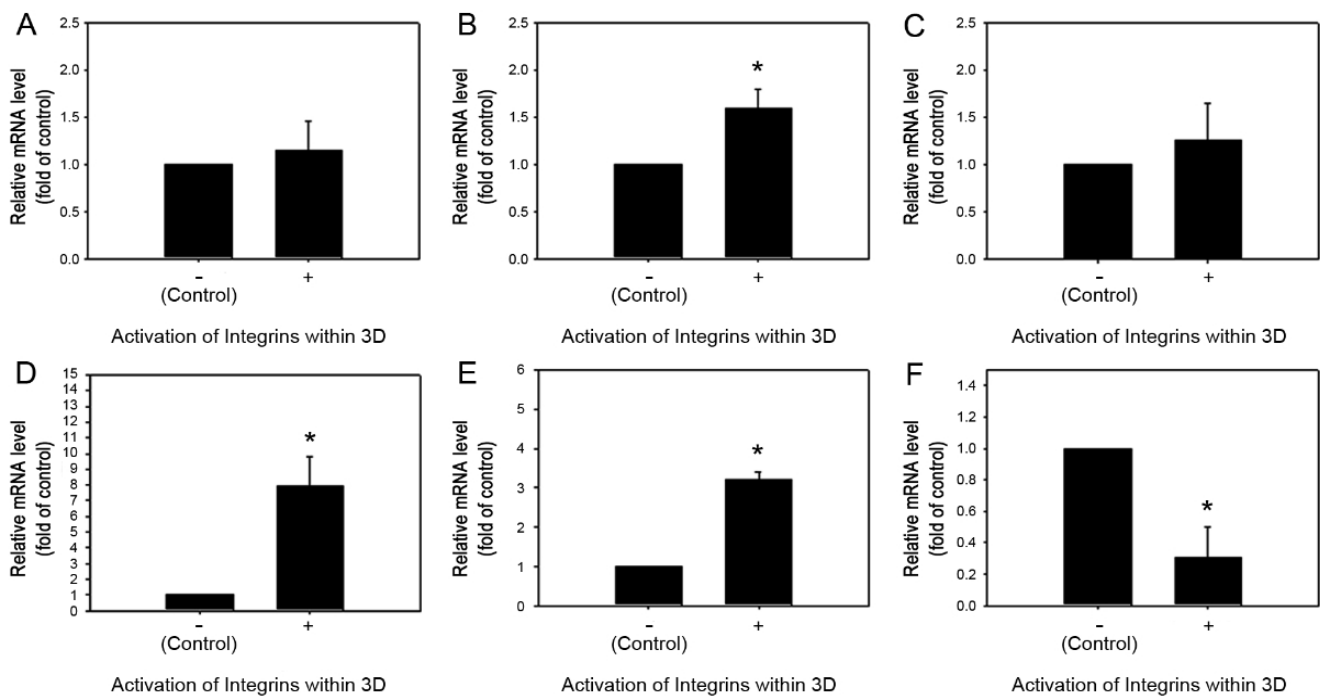 A
Relative mRNA level
(fold of control)
2.5
2.0
1.5
1.0
0.5
0.0
-
+
(Control)
Activation of Integrins within 3D
B
Relative mRNA level
(fold of control)
2.5
2.0
1.5
1.0
0.5
0.0
*
-
+
(Control)
Activation of Integrins within 3D
C
Relative mRNA level
(fold of control)
2.5
2.0
1.5
1.0
0.5
0.0
-
+
(Control)
Activation of Integrins within 3D
D
Relative mRNA level
(fold of control)
15
14
13
12
11
10
9
8
7
6
5
4
3
2
1
0
*
-
+
(Control)
Activation of Integrins within 3D
E
Relative mRNA level
(fold of control)
6
5
4
3
2
1
0
*
-
+
(Control)
Activation of Integrins within 3D
F
Relative mRNA level
(fold of control)
1.4
1.2
1.0
0.8
0.6
0.4
0.2
0.0
*
-
+
(Control)
Activation of Integrins within 3D